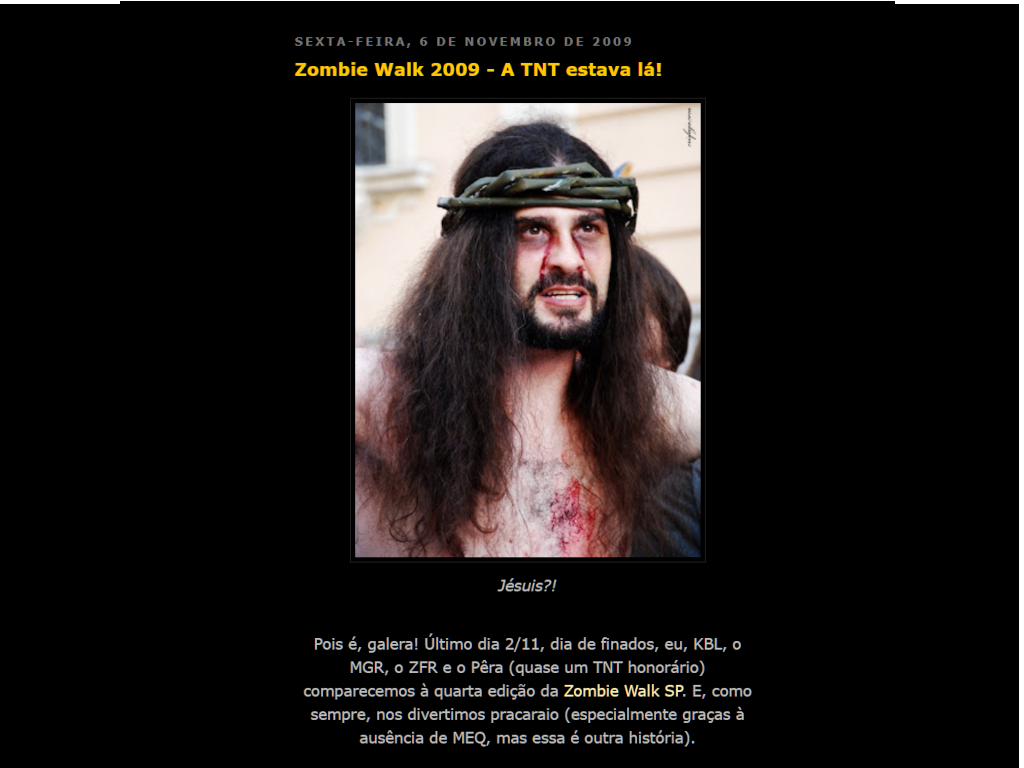 SEXTA-FEIRA, 6 DE NOVEMBRO DE 2009
Zombie Walk 2009 - A TNT estava lá!
Jésuis?!
Pois é, galera! Último dia 2/11, dia de finados, eu, KBL, o
MGR, o ZFR e o Pêra (quase um TNT honorário)
comparecemos à quarta edição da Zombie Walk SP. E, como
sempre, nos divertimos pracaraio (especialmente graças à
ausência de MEQ, mas essa é outra história).